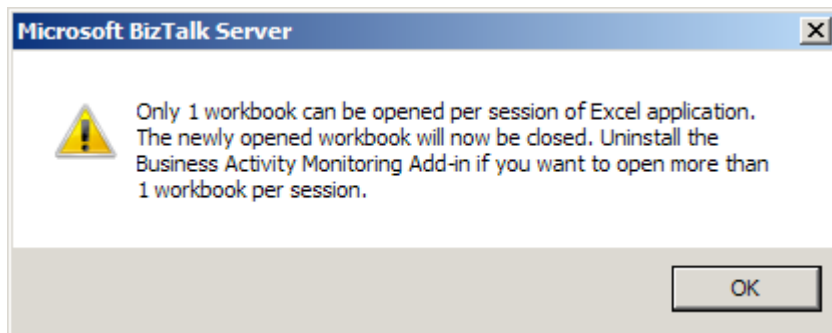 Microsoft BizTalk Server
Only 1 workbook can be opened per session of Excel application.
The newly opened workbook will now be closed. Uninstall the
Business Activity Monitoring Add-in if you want to open more than
1 workbook per session.
OK